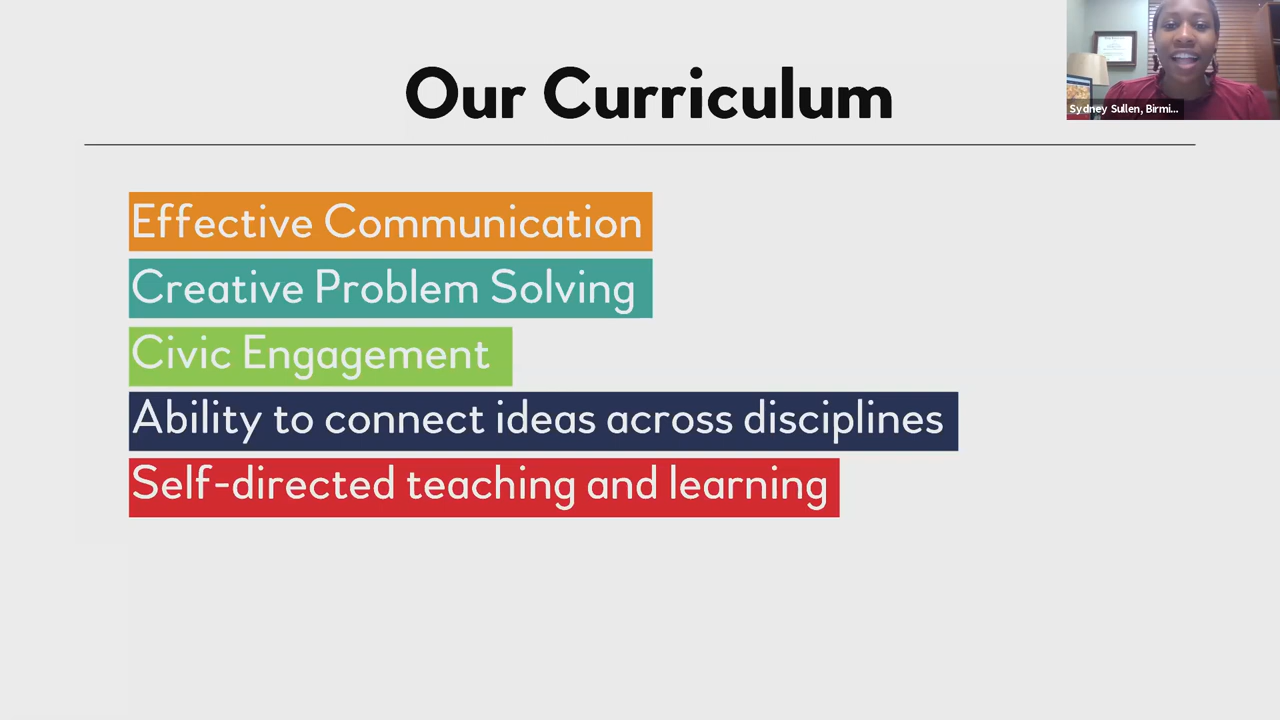 Our Curriculum
Sydney Sullen, Birmi...
Effective Communication
Creative Problem Solving
Civic Engagement
Ability to connect ideas across disciplines
Self-directed teaching and learning